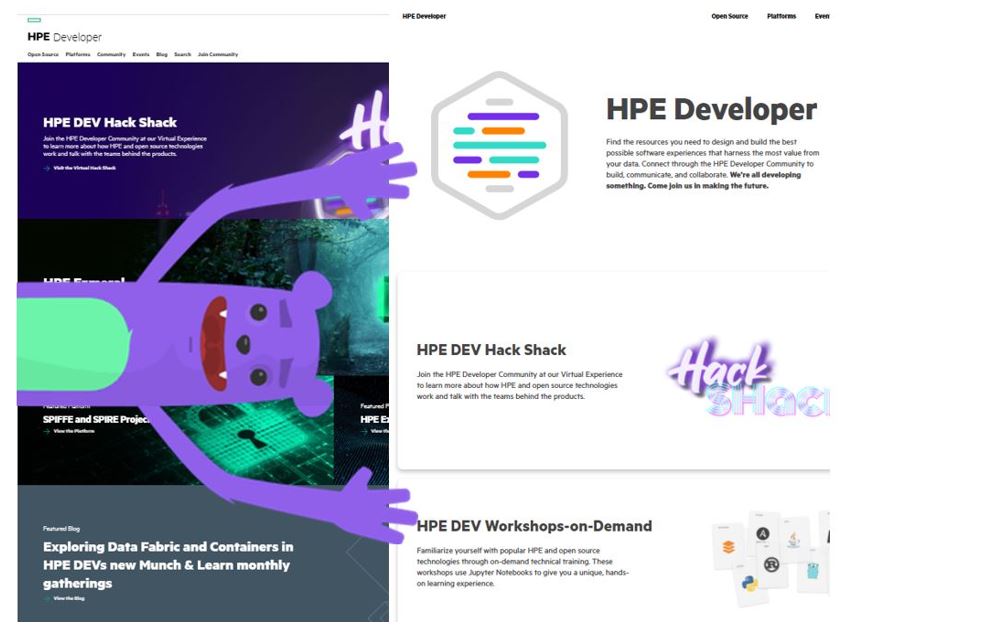 HPE Developer
Open Source Platforms Community Events Blog Search Join Community
HPE DEV Hack Shack
Join the HPE Developer Community at our Virtual Experience
to learn more about how HPE and open source technologies
work and talk with the teams behind the products.
Visit the Virtual Hack Shack
HPE
SPIFFE and SPIRE
View the Platform
Featured
HPE
View
Featured Blog
Exploring Data Fabric and Containers in
HPE DEVs new Munch & Learn monthly
gatherings
View the Blog
HPE Developer
Open Source Platforms
HPE Developer
Find the resources you need to design and build the best
possible software experiences that harness the most value from
your data. Connect through the HPE Developer Community to
build, communicate, and collaborate. We're all developing
something. Come join us in making the future.
HPE DEV Hack Shack
Join the HPE Developer Community at our Virtual Experience
to learn more about how HPE and open source technologies
work and talk with the teams behind the products.
Hack
SHac
HPE DEV Workshops-on-Demand
Familiarize yourself with popular HPE and open source
technologies through on-demand technical training. These
workshops use Jupyter Notebooks to give you a unique, hands-
on learning experience.